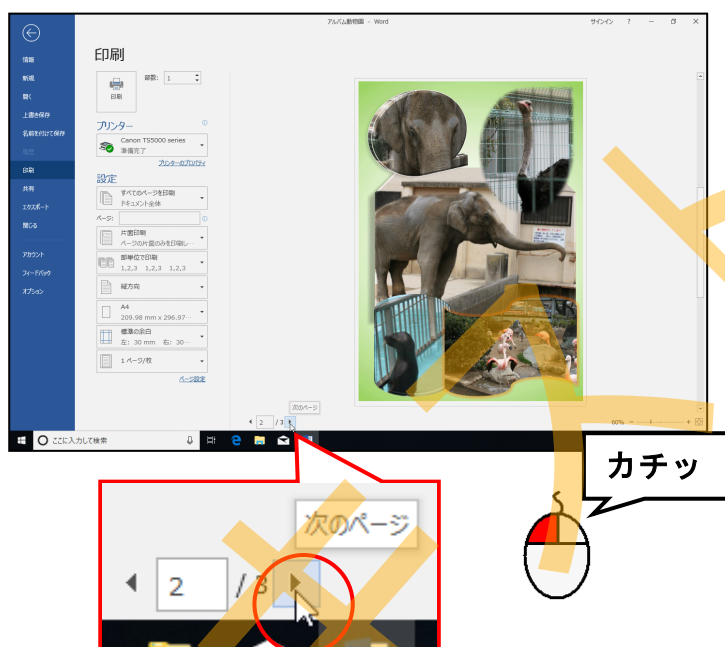 アルバム動物園 - Word
サインイン ?
情報
新規
開く
上書き保存
名前を付けて保存
印刷
共有
エクスポート
閉じる
アカウント
フィードバック
オプション
印刷
部数: 1
印刷
プリンター
Canon TS5000 series
準備完了
プリンターのプロパティ
設定
すべてのページを印刷
ドキュメント全体
ページ:
片面印刷
ページの片面のみを印刷し…
部単位で印刷
1,2,3 1,2,3 1,2,3
縦方向
A4
209.98 mm x 296.97…
標準の余白
左: 30 mm 右: 30…
1 ページ/枚
ページ設定
次のページ
2 / 3
60%
ここに入力して検索
カチッ
次のページ
2 / 3